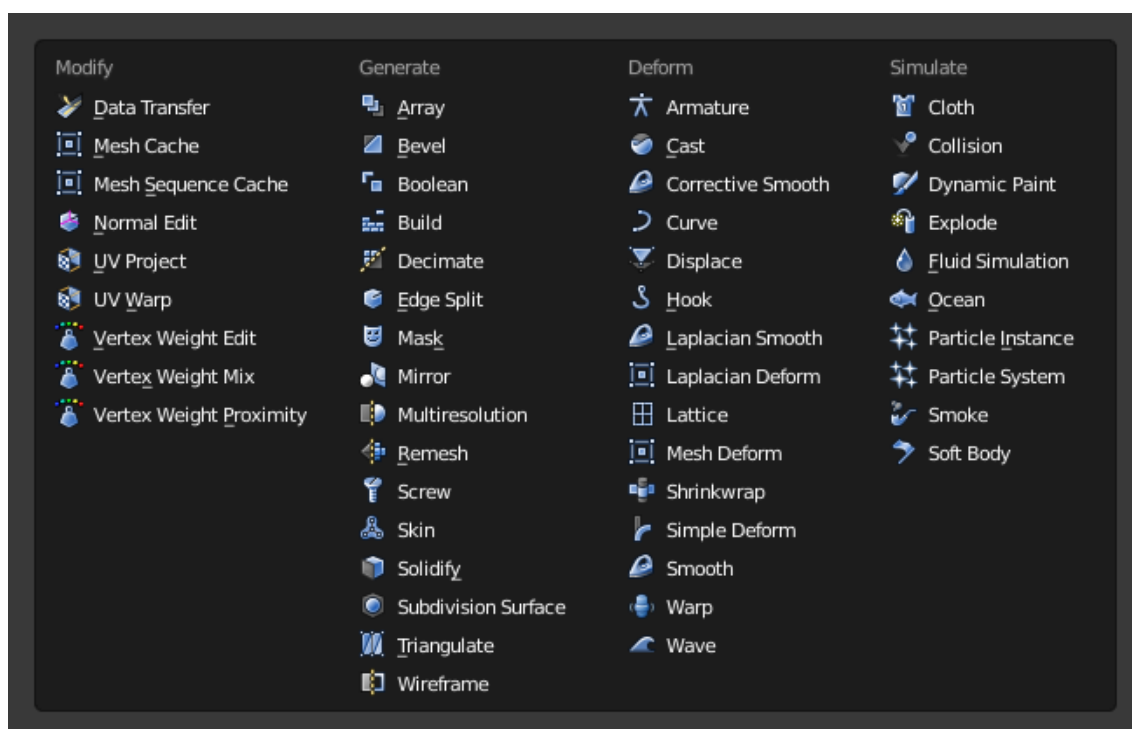 Modify
Data Transfer
Mesh Cache
Mesh Sequence Cache
Normal Edit
UV Project
UV Warp
Vertex Weight Edit
Vertex Weight Mix
Vertex Weight Proximity
Generate
Array
Bevel
Boolean
Build
Decimate
Edge Split
Mask
Mirror
Multiresolution
Remesh
Screw
Skin
Solidify
Subdivision Surface
Triangulate
Wireframe
Deform
Armature
Cast
Corrective Smooth
Curve
Displace
Hook
Laplacian Smooth
Laplacian Deform
Lattice
Mesh Deform
Shrinkwrap
Simple Deform
Smooth
Warp
Wave
Simulate
Cloth
Collision
Dynamic Paint
Explode
Fluid Simulation
Ocean
Particle Instance
Particle System
Smoke
Soft Body